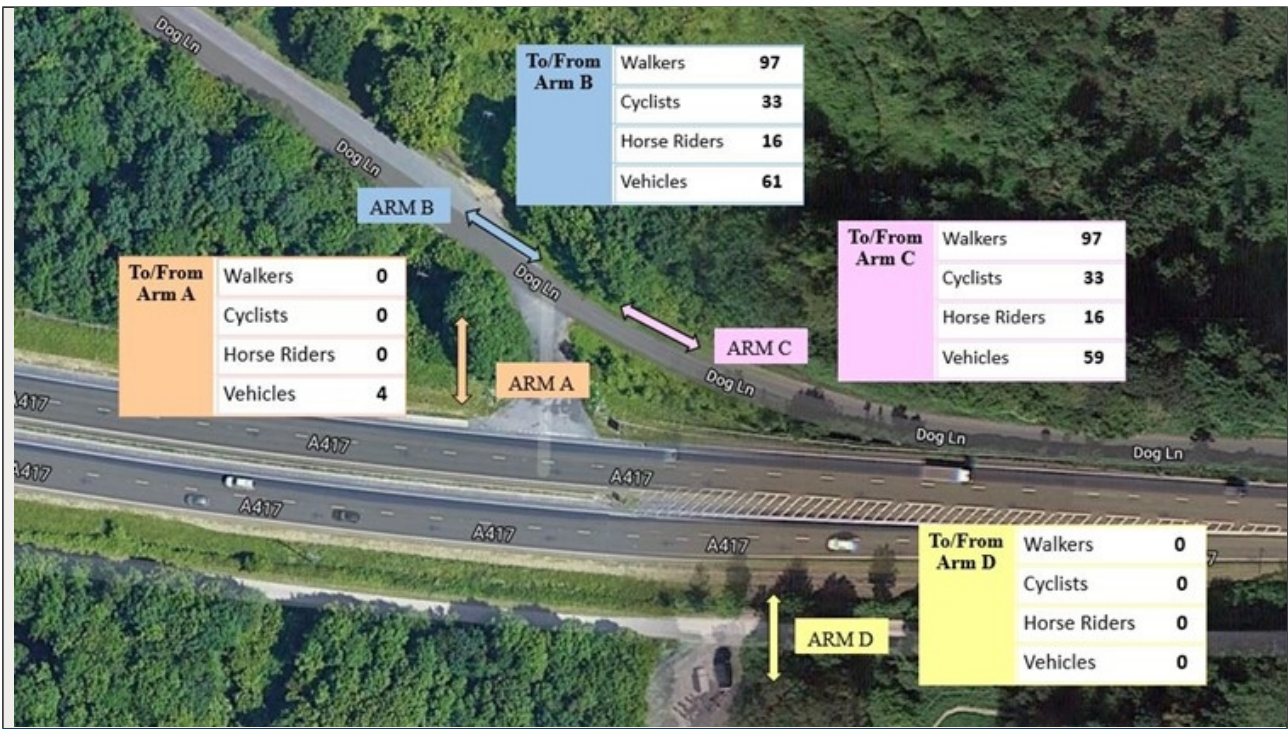 Dog Ln
To/From
Arm B
Walkers 97
Cyclists 33
Horse Riders 16
Vehicles 61
Dog Ln
ARM B
To/From
Arm C
Walkers 97
Cyclists 33
Horse Riders 16
Vehicles 59
To/From
Arm A
Walkers 0
Cyclists 0
Horse Riders 0
Vehicles 4
Dog Ln
ARM C
ARM A
Dog Ln
A417
A417
Dog Ln
Dog Ln
A417
A417
A417
A417
A417
To/From
Arm D
Walkers 0
Cyclists 0
Horse Riders 0
Vehicles 0
7
ARM D